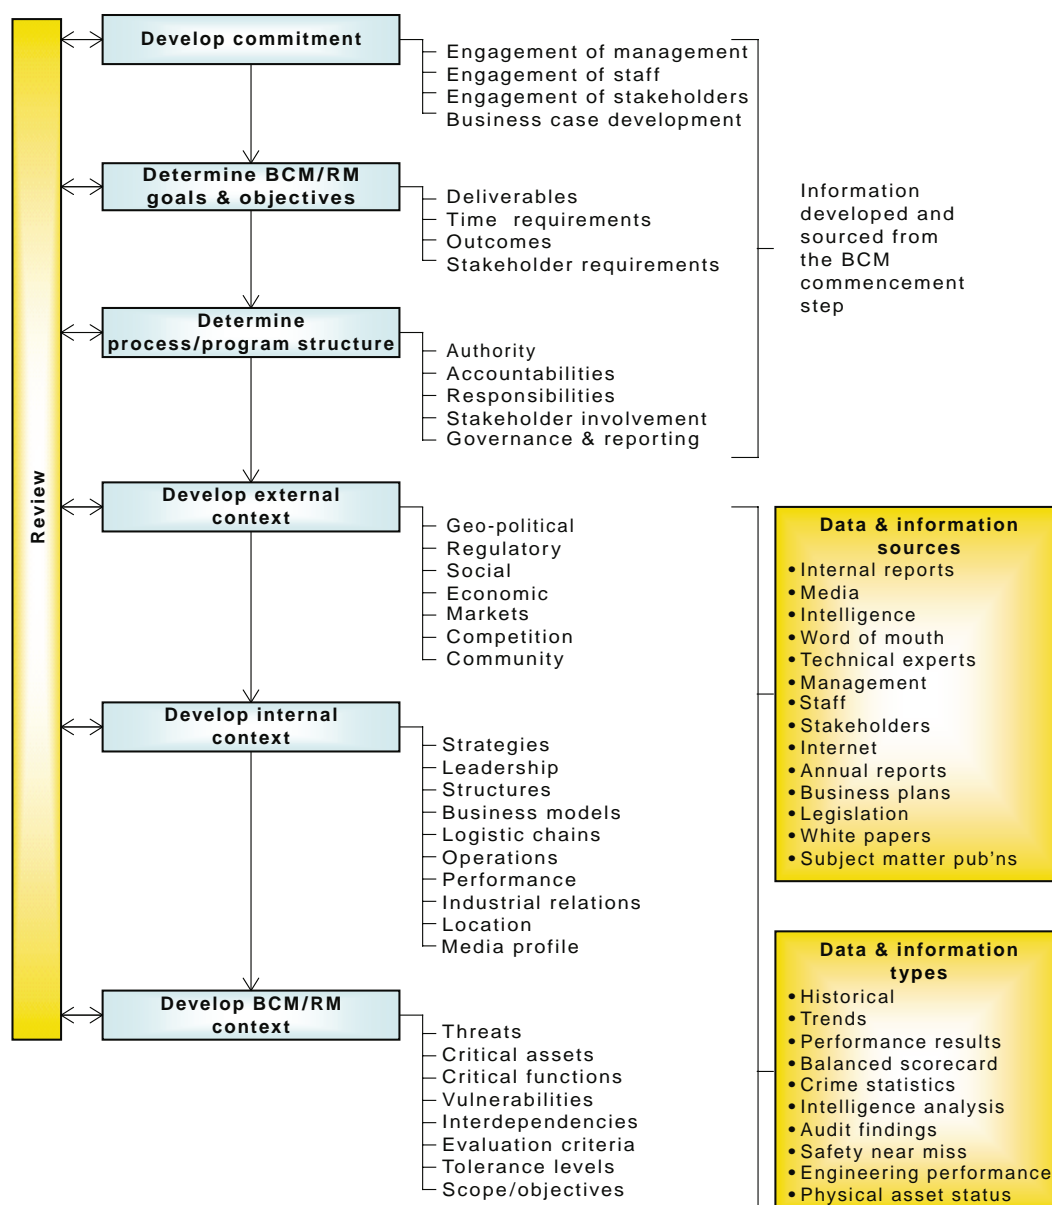 Review
Develop commitment
Engagement of management
Engagement of staff
Engagement of stakeholders
Business case development
Determine BCM/RM
goals & objectives
Deliverables
Time requirements
Outcomes
Stakeholder requirements
Determine
process/program structure
Authority
Accountabilities
Responsibilities
Stakeholder involvement
Governance & reporting
Information
developed and
sourced from
the BCM
commencement
step
Develop external
context
Geo-political
Regulatory
Social
Economic
Markets
Competition
Community
Develop internal
context
Strategies
Leadership
Structures
Business models
Logistic chains
Operations
Performance
Industrial relations
Location
Media profile
Develop BCM/RM
context
Threats
Critical assets
Critical functions
Vulnerabilities
Interdependencies
Evaluation criteria
Tolerance levels
Scope/objectives
Data & information
sources
• Internal reports
• Media
• Intelligence
• Word of mouth
• Technical experts
• Management
• Staff
• Stakeholders
• Internet
• Annual reports
• Business plans
• Legislation
• White papers
• Subject matter pub'ns
Data & information
types
• Historical
• Trends
• Performance results
• Balanced scorecard
• Crime statistics
• Intelligence analysis
• Audit findings
• Safety near miss
• Engineering performance
• Physical asset status